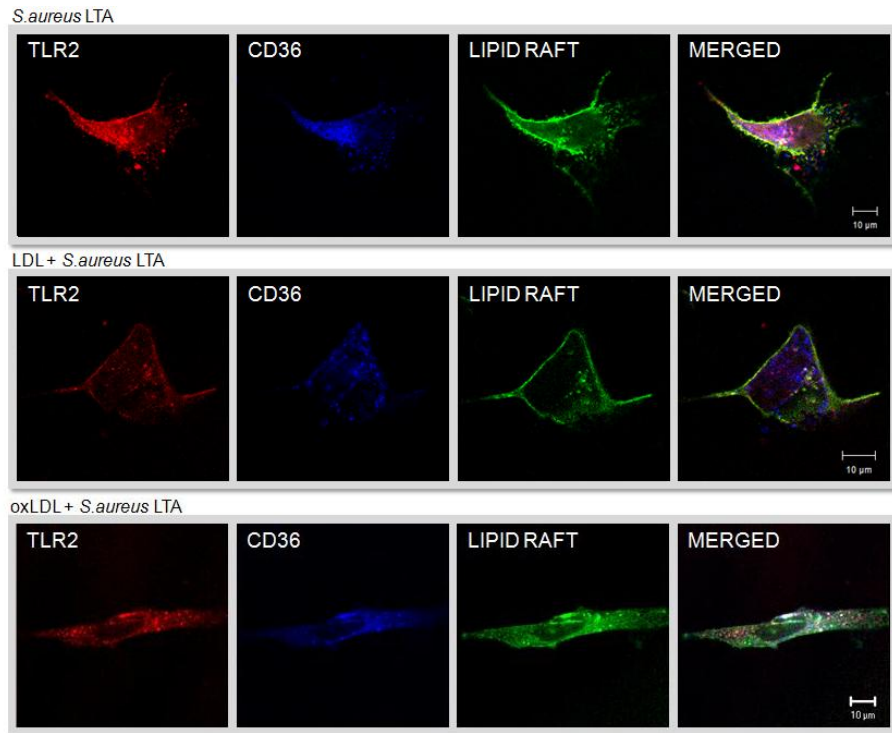 S.aureus LTA
TLR2 CD36 LIPID RAFT MERGED
10 µm
LDL + S.aureus LTA
TLR2 CD36 LIPID RAFT MERGED
10 µm
oxLDL + S.aureus LTA
TLR2 CD36 LIPID RAFT MERGED
10 µm